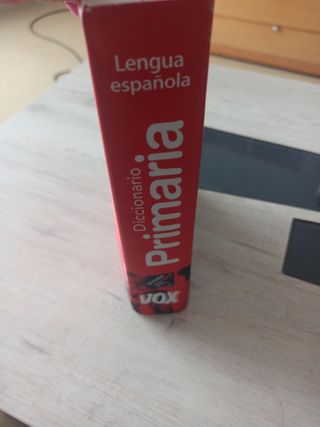 Lengua
española
Diccionario
Primaria
VOX